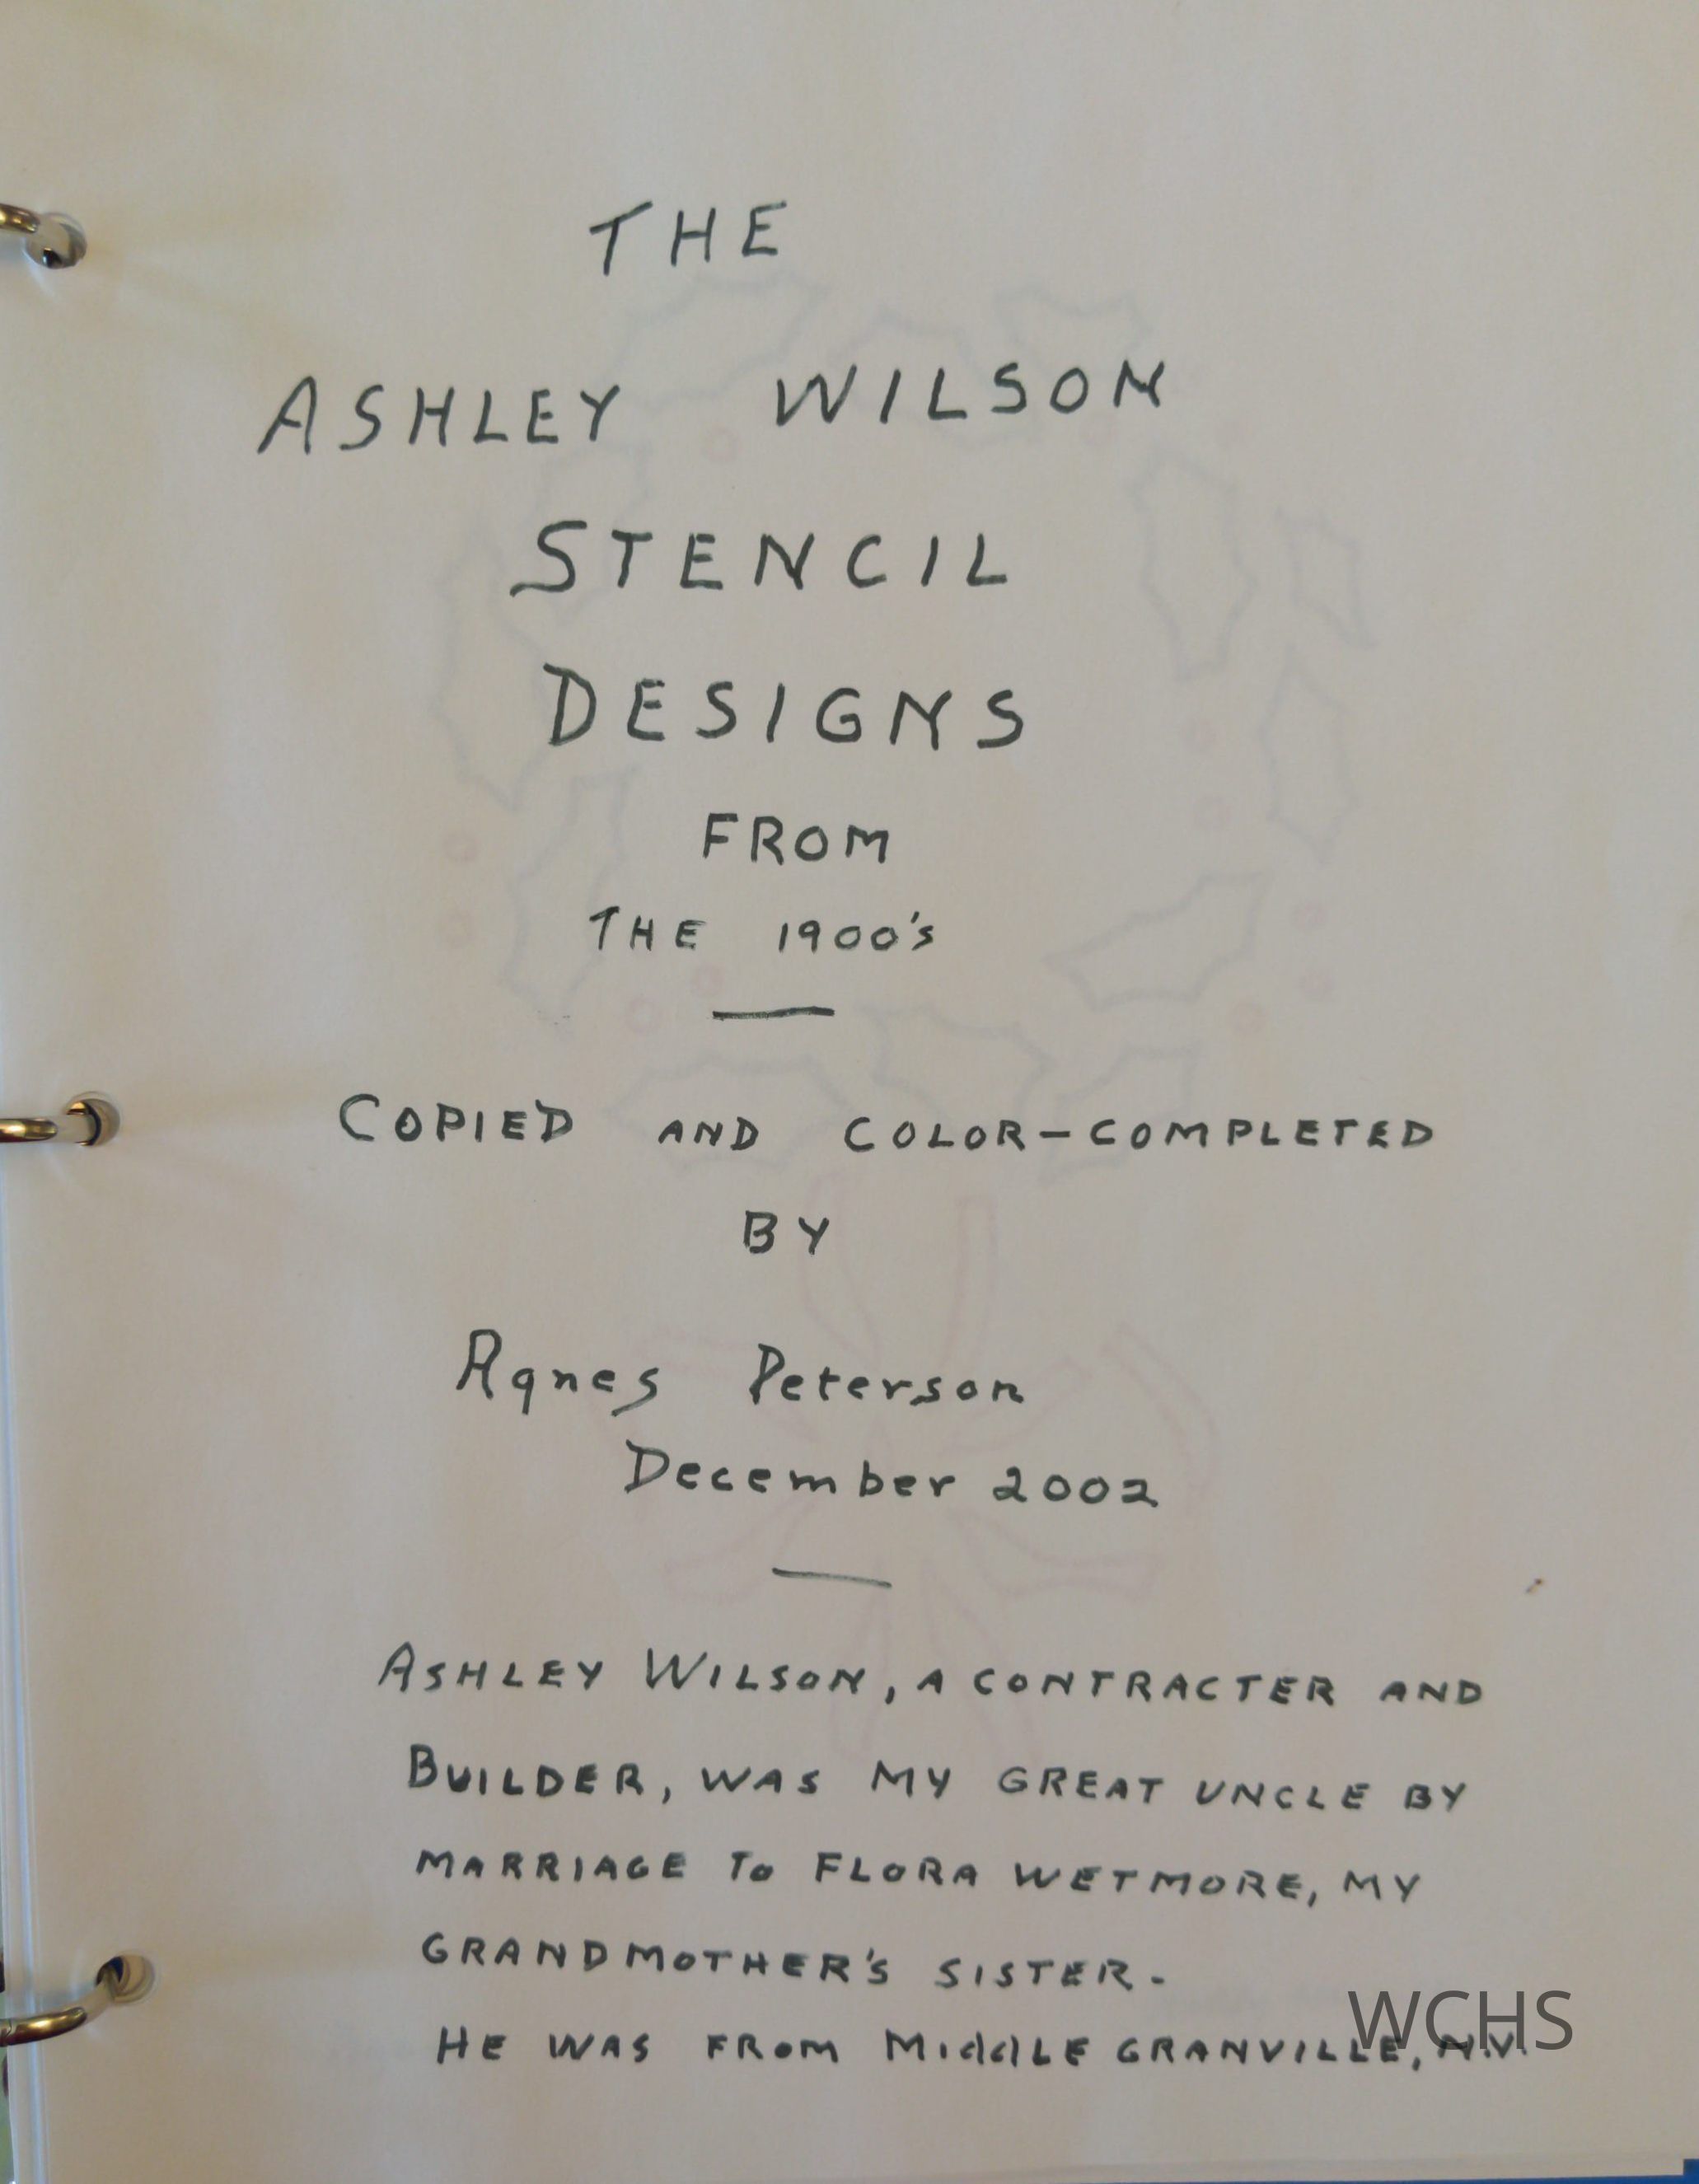 THE
ASHLEY WILSON
STENCIL
DESIGNS
FROM
THE 1900's
COPIED AND COLOR-COMPLETED
BY
Agnes Peterson
December 2002
ASHLEY WILSON, A CONTRACTER AND
BUILDER, WAS MY GREAT UNCLE BY
MARRIAGE TO FLORA WETMORE, MY
GRANDMOTHER'S SISTER.
HE WAS FROM MIddLE GRANVILLE, N.Y.
WCHS